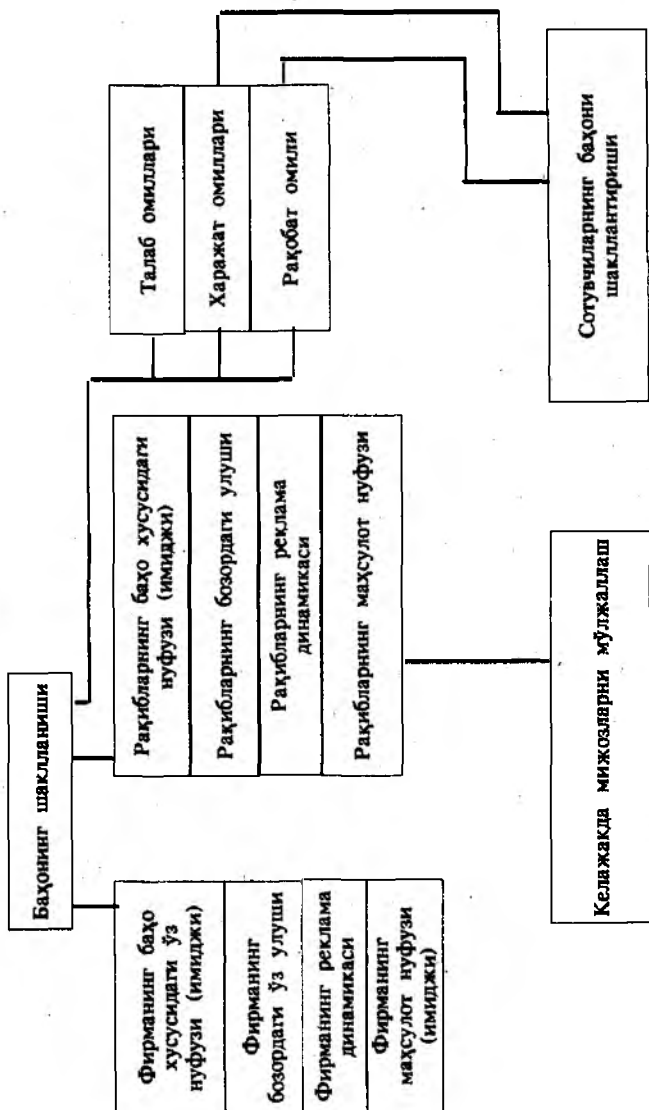 Баҳонинг шаклланиши
Фирманинг баҳо
хусусидаги ўз
нуфузи (имиджи)
Фирманинг
бозордаги ўз улуши
Фирманинг реклама
динамикаси
Фирманинг
маҳсулот нуфузи
(имиджи)
Рақибларнинг баҳо хусусидаги
нуфузи (имиджи)
Рақибларнинг бозордаги улуши
Рақибларнинг реклама
динамикаси
Рақибларнинг маҳсулот нуфузи
Талаб омиллари
Харажат омиллари
Рақобат омили
Келажакда мижозларни мўлжаллаш
Сотувчиларнинг баҳони
шакллантириши